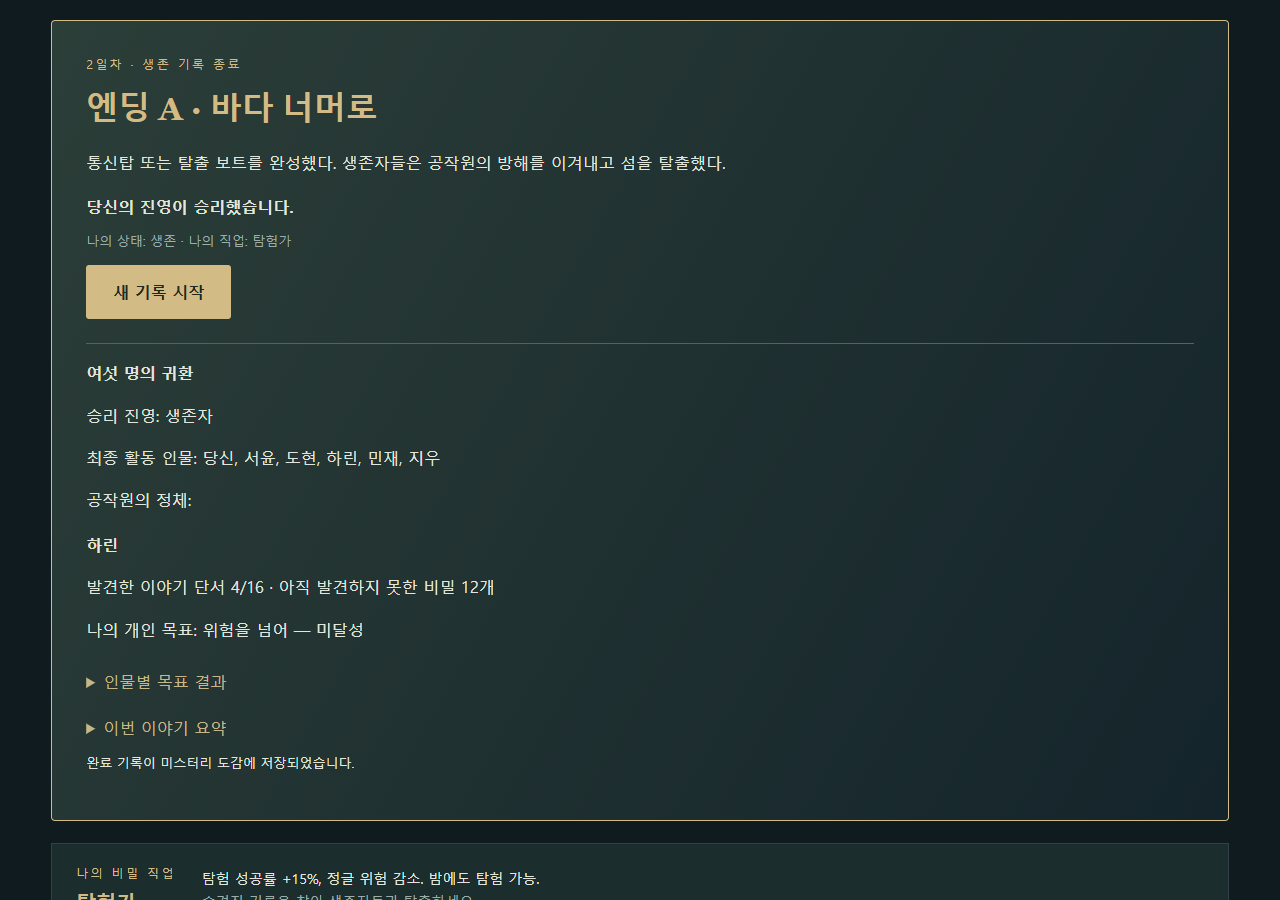 2일차 · 생존 기록 종료
엔딩 A · 바다 너머로
통신탑 또는 탈출 보트를 완성했다. 생존자들은 공작원의 방해를 이겨내고 섬을 탈출했다.
당신의 진영이 승리했습니다.
나의 상태: 생존 · 나의 직업: 탐험가
새 기록 시작
여섯 명의 귀환
승리 진영: 생존자
최종 활동 인물: 당신, 서윤, 도현, 하린, 민재, 지우
공작원의 정체:
하린
발견한 이야기 단서 4/16 · 아직 발견하지 못한 비밀 12개
나의 개인 목표: 위험을 넘어 — 미달성
▶ 인물별 목표 결과
▶ 이번 이야기 요약
완료 기록이 미스터리 도감에 저장되었습니다.
나의 비밀 직업
탐험 성공률 +15%, 정글 위험 감소. 밤에도 탐험 가능.
탐험가